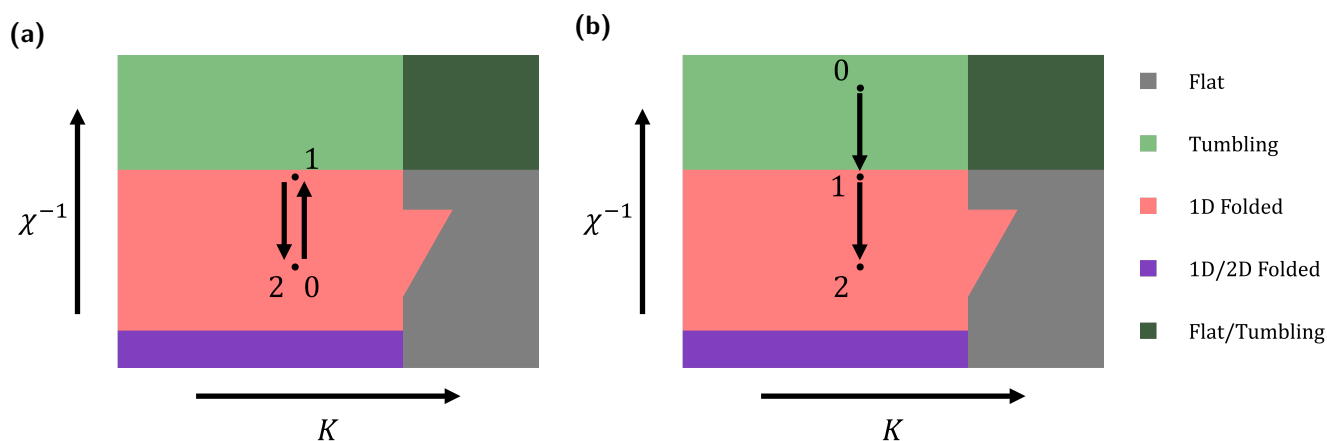 (a)
1
2 0
χ⁻¹
K
(b)
0
1
2
χ⁻¹
K
Flat
Tumbling
1D Folded
1D/2D Folded
Flat/Tumbling